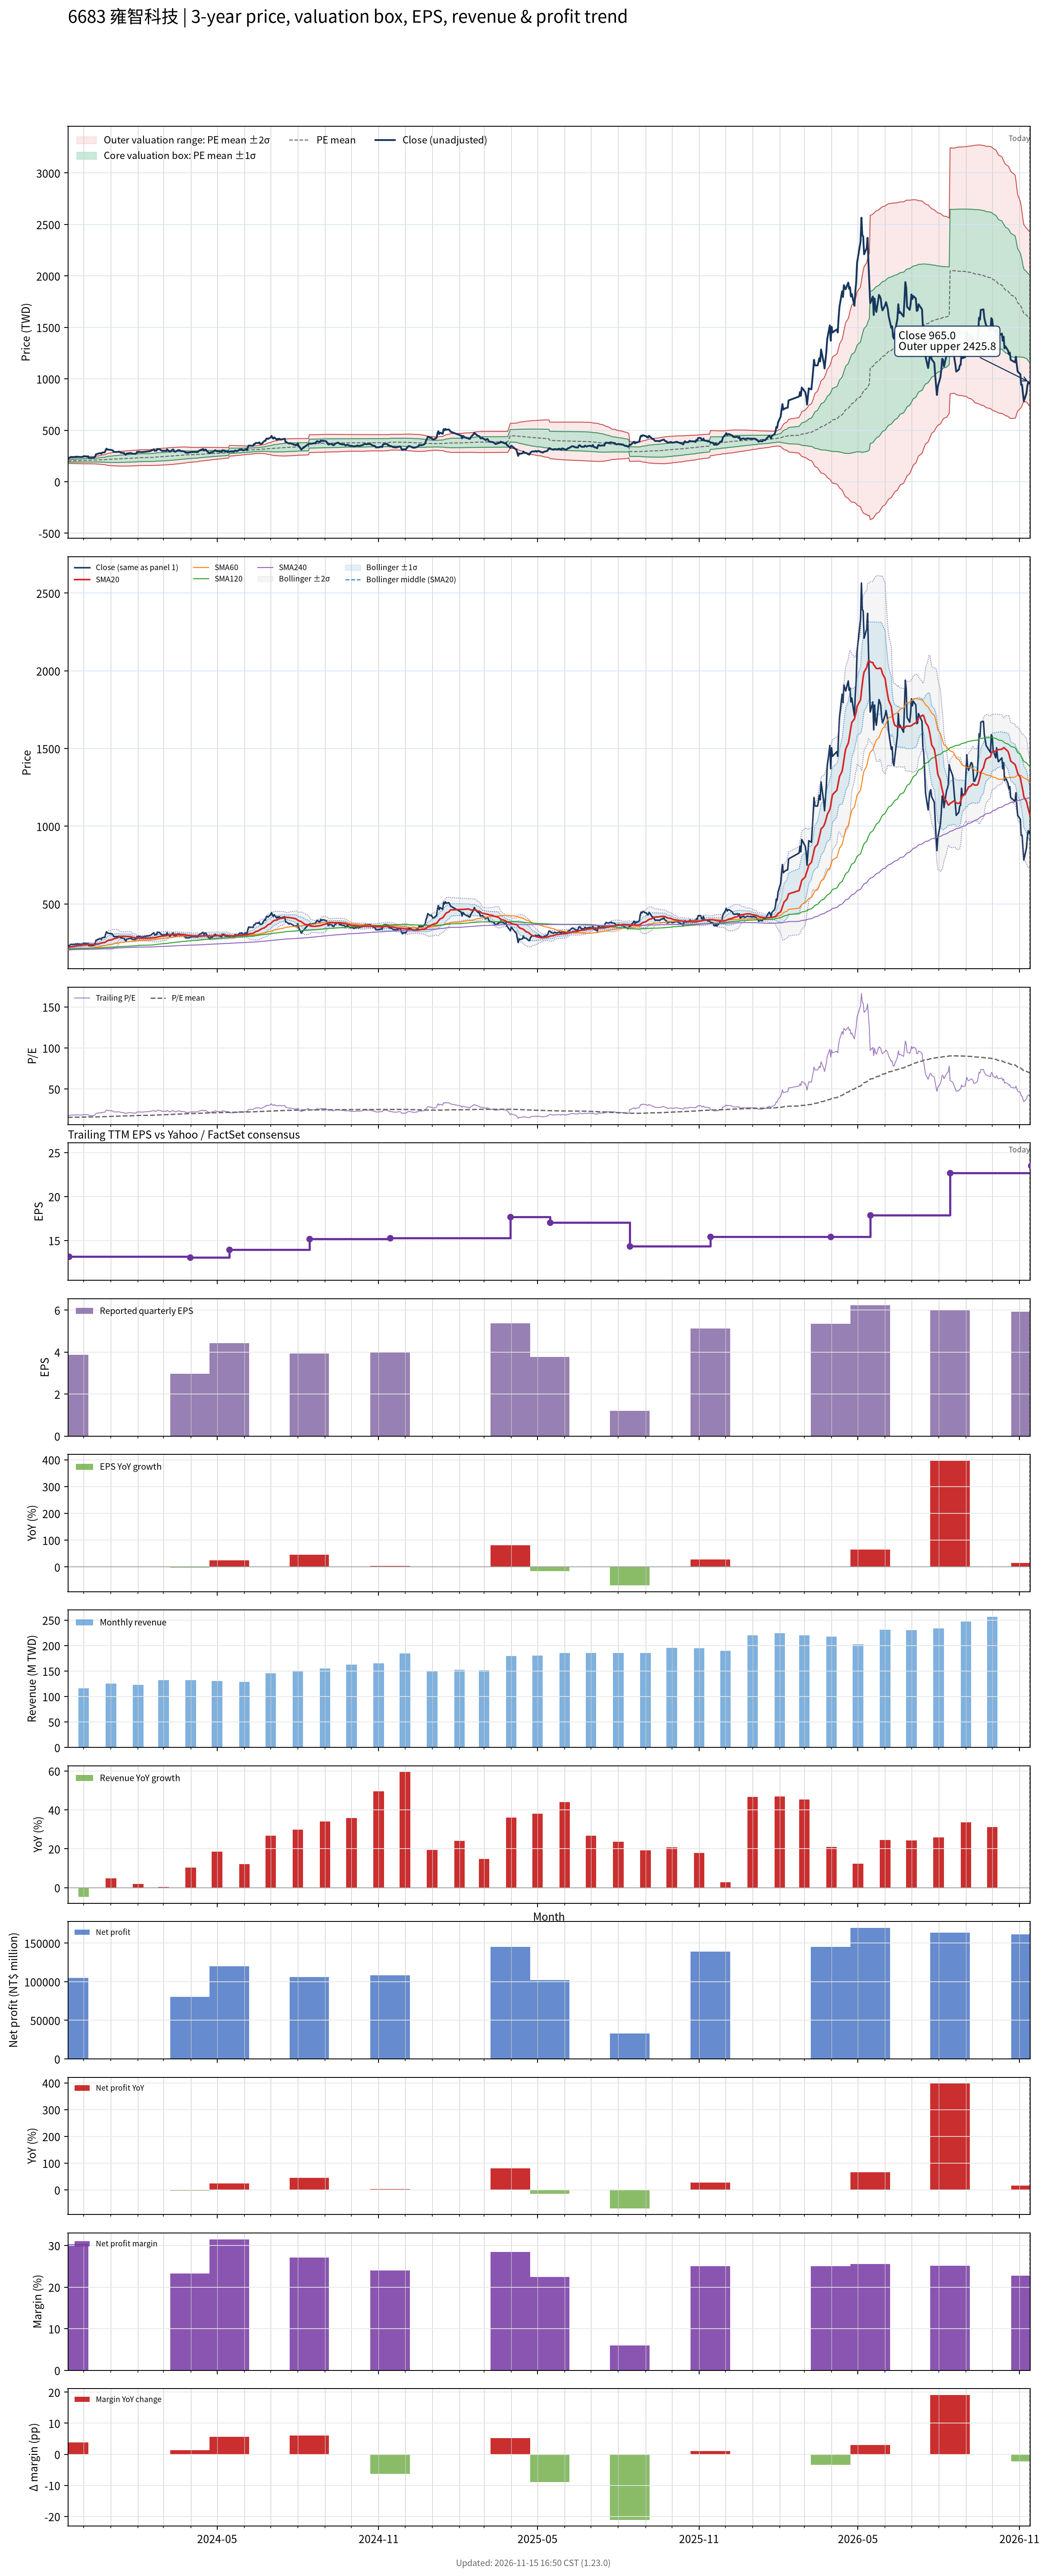 6683 雍智科技 | 3-year price, valuation box, EPS, revenue & profit trend
Outer valuation range: PE mean ±2σ
PE mean
Close (unadjusted)
Core valuation box: PE mean ±1σ
Today
3000
2500
2000
1500
1000
500
0
-500
Price (TWD)
Close 965.0
Outer upper 2425.8
Close (same as panel 1)
SMA20
SMA60
SMA120
SMA240
Bollinger ±2σ
Bollinger ±1σ
Bollinger middle (SMA20)
2500
2000
1500
1000
500
Price
Trailing P/E
P/E mean
150
100
50
P/E
Trailing TTM EPS vs Yahoo / FactSet consensus
Today
25
20
15
EPS
Reported quarterly EPS
6
4
2
0
EPS
EPS YoY growth
400
300
200
100
0
YoY (%)
Monthly revenue
250
200
150
100
50
0
Revenue (M TWD)
Revenue YoY growth
60
40
20
0
YoY (%)
Month
Net profit
150000
100000
50000
0
Net profit (NT$ million)
Net profit YoY
400
300
200
100
0
YoY (%)
Net profit margin
30
20
10
0
Margin (%)
Margin YoY change
20
10
0
-10
-20
Δ margin (pp)
2024-05
2024-11
2025-05
2025-11
2026-05
2026-11
Updated: 2026-11-15 16:50 CST (1.23.0)